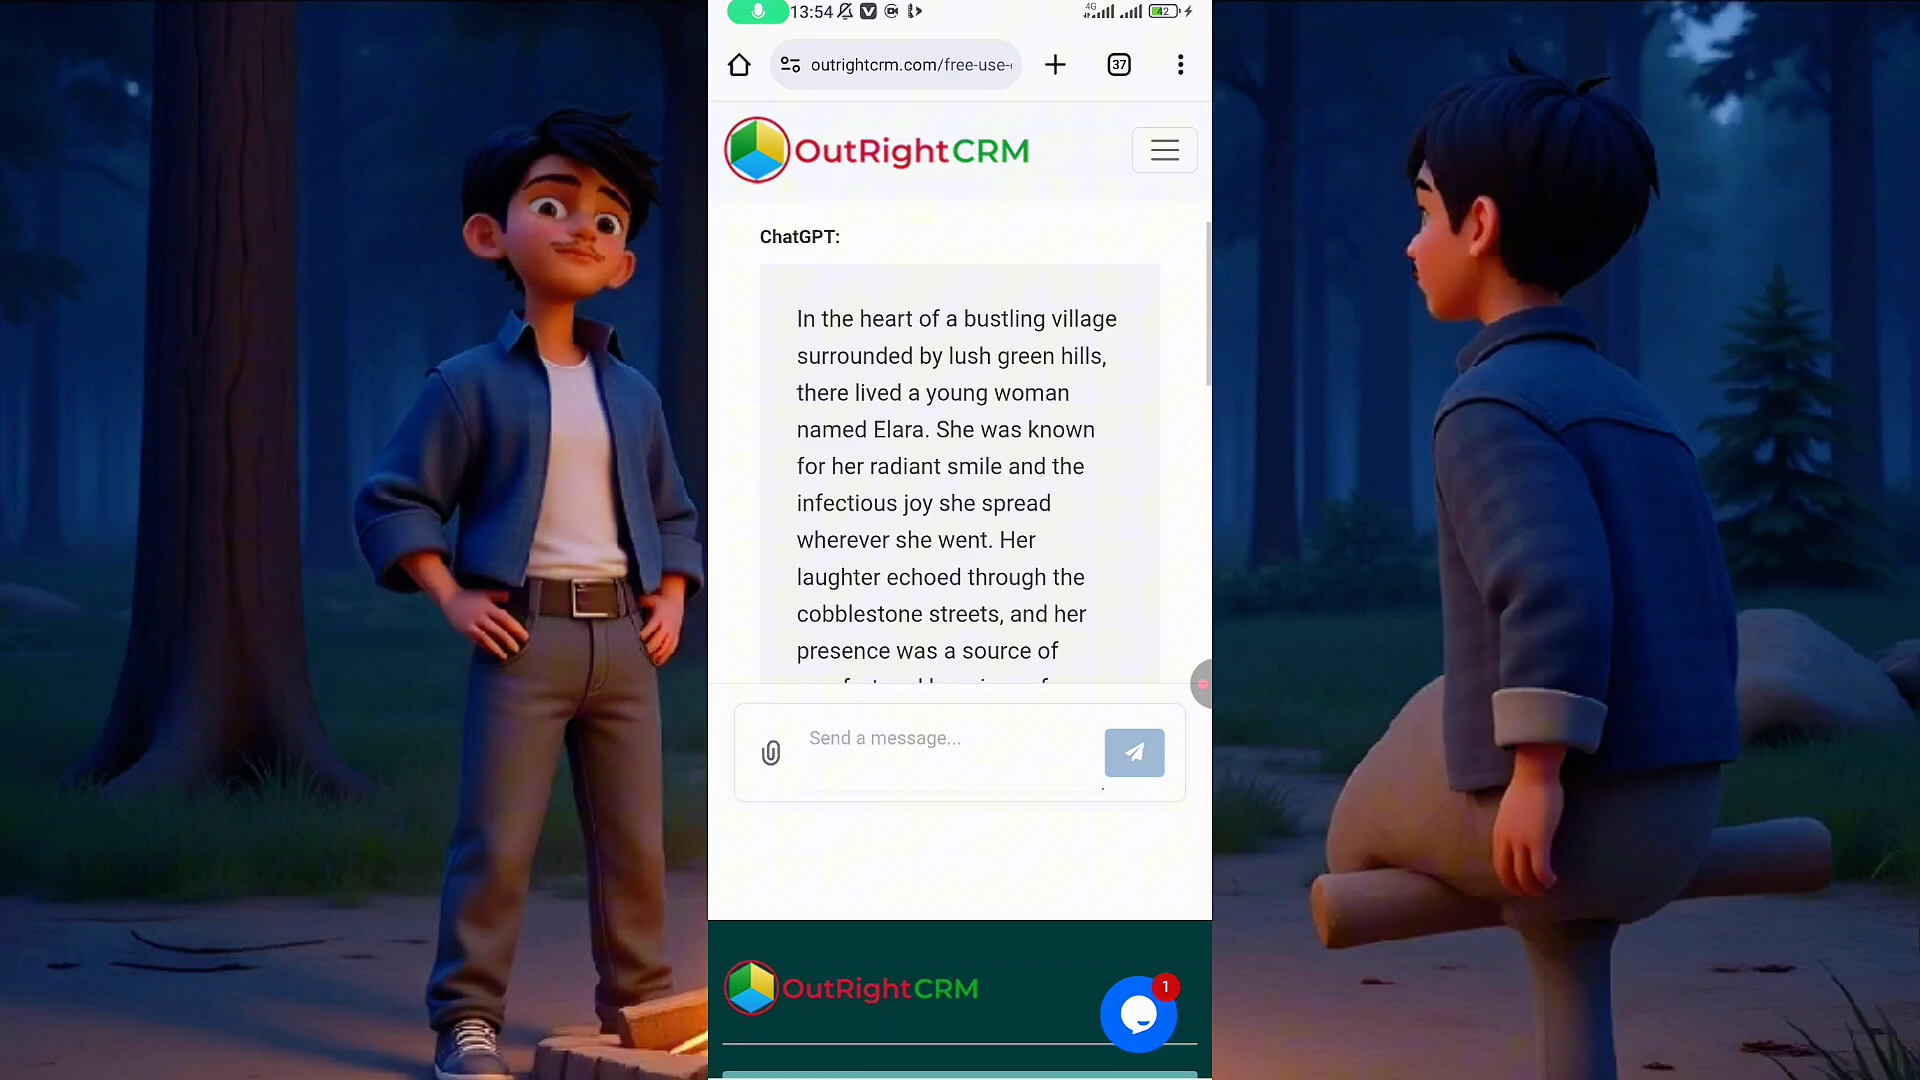 13:54
4G
42
outrightcrm.com/free-use-
37
OutRightCRM
ChatGPT:
In the heart of a bustling village
surrounded by lush green hills,
there lived a young woman
named Elara. She was known
for her radiant smile and the
infectious joy she spread
wherever she went. Her
laughter echoed through the
cobblestone streets, and her
presence was a source of
Send a message...
OutRightCRM
1